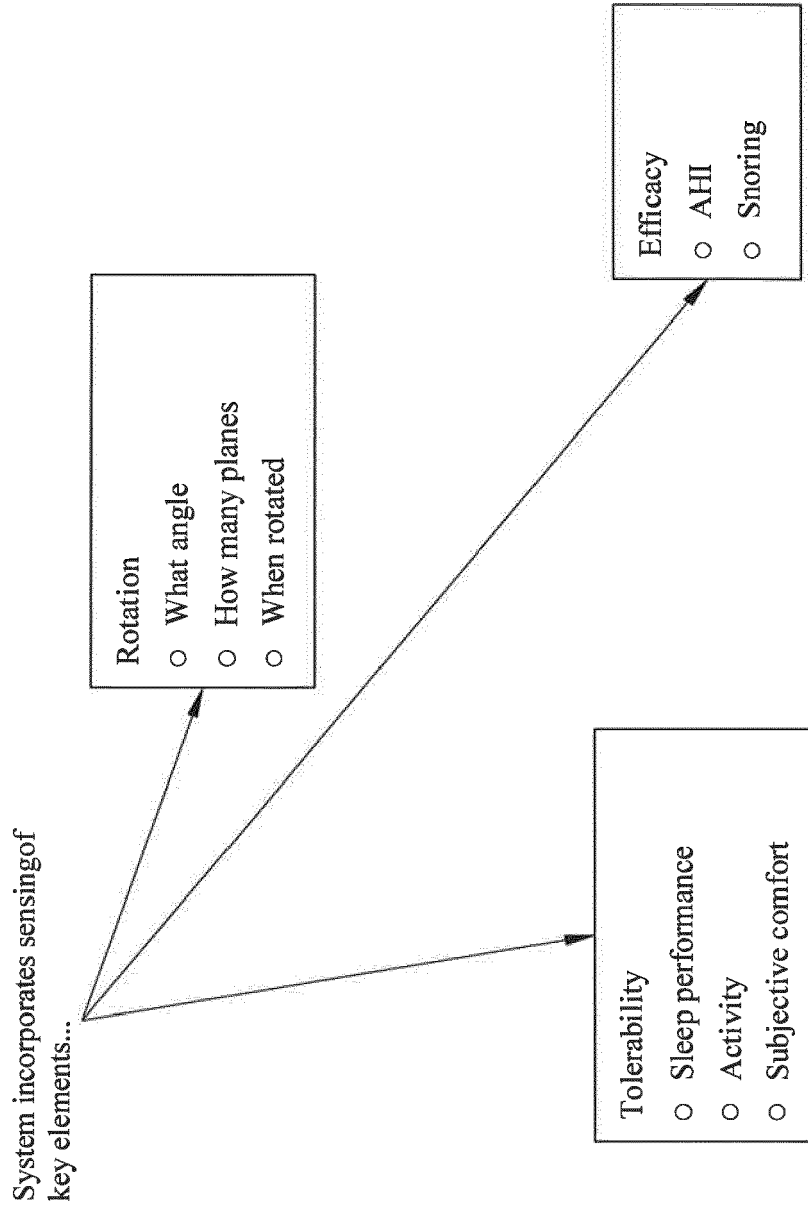 System incorporates sensingof
key elements...
Rotation
○ What angle
○ How many planes
○ When rotated
Tolerability
○ Sleep performance
○ Activity
○ Subjective comfort
Efficacy
○ AHI
○ Snoring